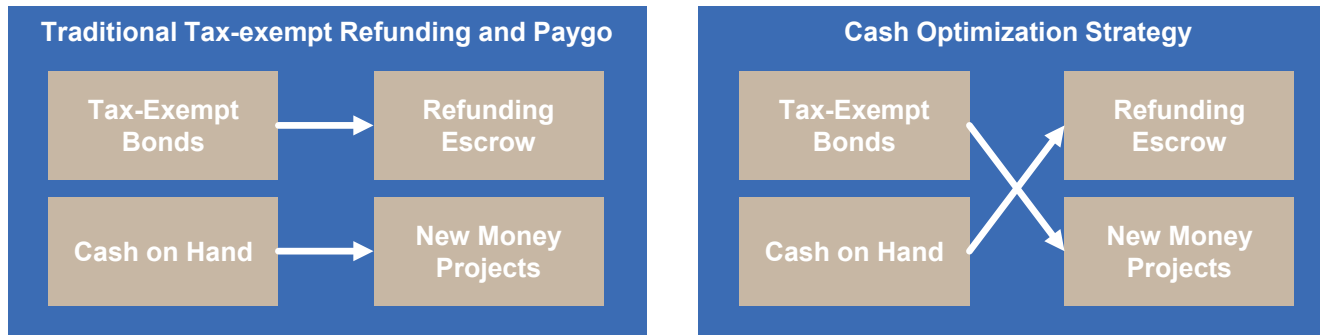 Traditional Tax-exempt Refunding and Paygo
Tax-Exempt
Bonds
Refunding
Escrow
Cash on Hand
New Money
Projects
Cash Optimization Strategy
Tax-Exempt
Bonds
Refunding
Escrow
Cash on Hand
New Money
Projects